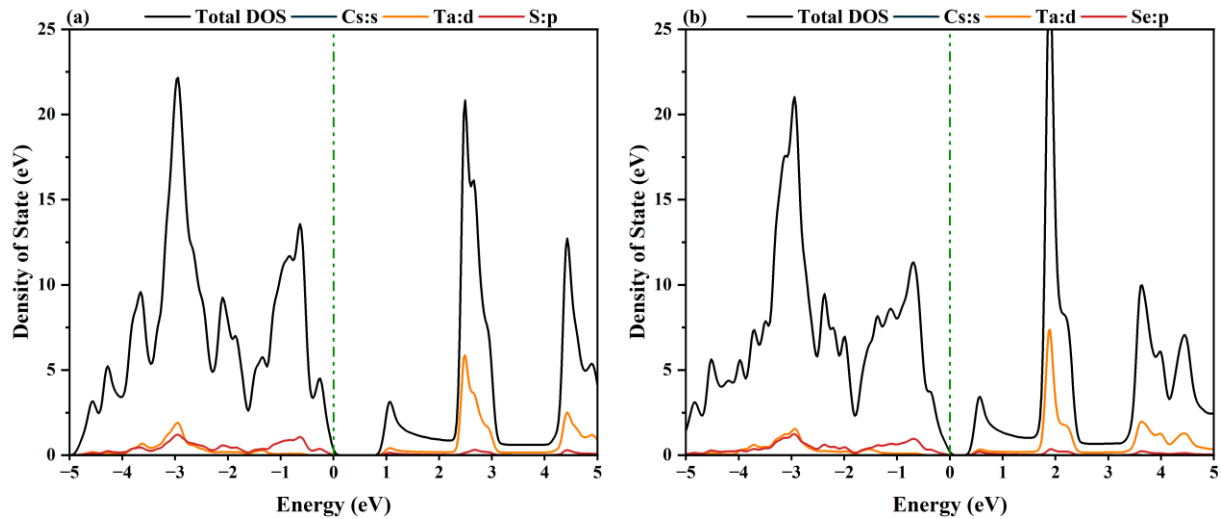 (a) Total DOS Cs:s Ta:d S:p
25
20
15
10
5
0
−5 −4 −3 −2 −1 0 1 2 3 4 5
Energy (eV)
Density of State (eV)
(b) Total DOS Cs:s Ta:d Se:p
25
20
15
10
5
0
−5 −4 −3 −2 −1 0 1 2 3 4 5
Energy (eV)
Density of State (eV)